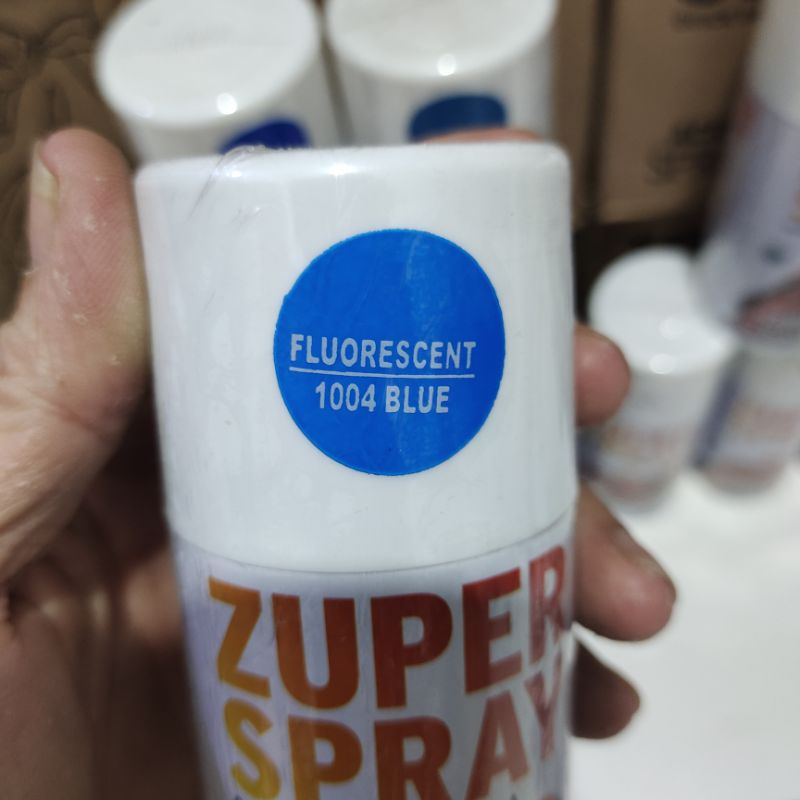 FLUORESCENT
1004 BLUE
ZUPER
SPRAY